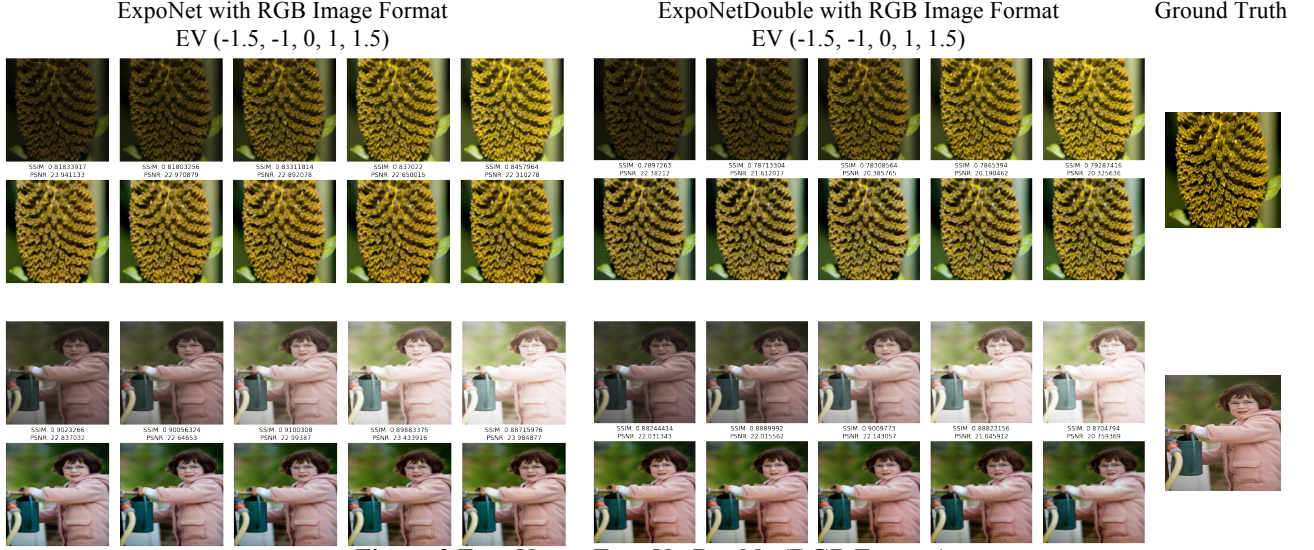 ExpoNet with RGB Image Format
EV (-1.5, -1, 0, 1, 1.5)
ExpoNetDouble with RGB Image Format
EV (-1.5, -1, 0, 1, 1.5)
Ground Truth
SSIM: 0.81833917 SSIM: 0.81803256 SSIM: 0.83311814 SSIM: 0.837022 SSIM: 0.8457964 SSIM: 0.7897263 SSIM: 0.78713304 SSIM: 0.78308564 SSIM: 0.7865394 SSIM: 0.79287416
PSNR: 23.941133 PSNR: 22.970879 PSNR: 22.892078 PSNR: 22.650015 PSNR: 22.310278 PSNR: 22.38212 PSNR: 21.612017 PSNR: 20.385765 PSNR: 20.190462 PSNR: 20.325636
SSIM: 0.9023266 SSIM: 0.90056324 SSIM: 0.9100308 SSIM: 0.89883375 SSIM: 0.88715976 SSIM: 0.88244414 SSIM: 0.8889992 SSIM: 0.9009773 SSIM: 0.88822156 SSIM: 0.8704794
PSNR: 22.837032 PSNR: 22.64653 PSNR: 22.99387 PSNR: 23.433916 PSNR: 23.984877 PSNR: 22.031343 PSNR: 22.015562 PSNR: 22.143057 PSNR: 21.045912 PSNR: 20.759369